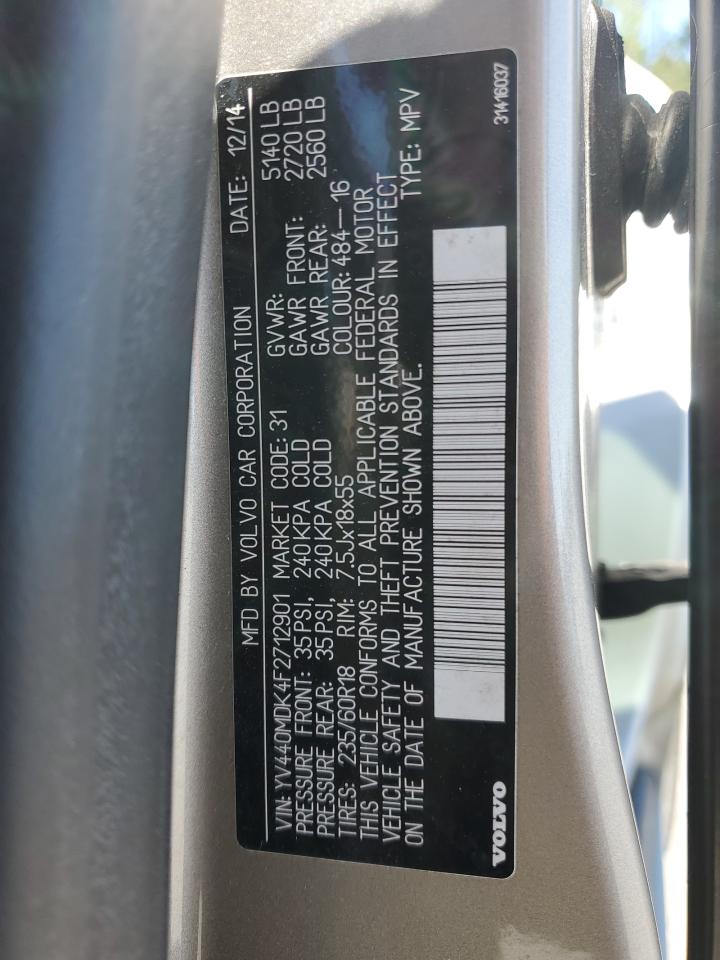 MFD BY VOLVO CAR CORPORATION DATE: 12/14
VIN: YV440MDK4F2712901 MARKET CODE: 31 GVWR: 5140 LB
PRESSURE FRONT: 35PSI, 240KPA COLD GAWR FRONT: 2720 LB
PRESSURE REAR: 35PSI, 240KPA COLD GAWR REAR: 2560 LB
TIRES: 235/60R18 RIM: 7.5Jx18x55 COLOUR: 484-16
THIS VEHICLE CONFORMS TO ALL APPLICABLE FEDERAL MOTOR
VEHICLE SAFETY AND THEFT PREVENTION STANDARDS IN EFFECT
ON THE DATE OF MANUFACTURE SHOWN ABOVE. TYPE: MPV
VOLVO 31416037